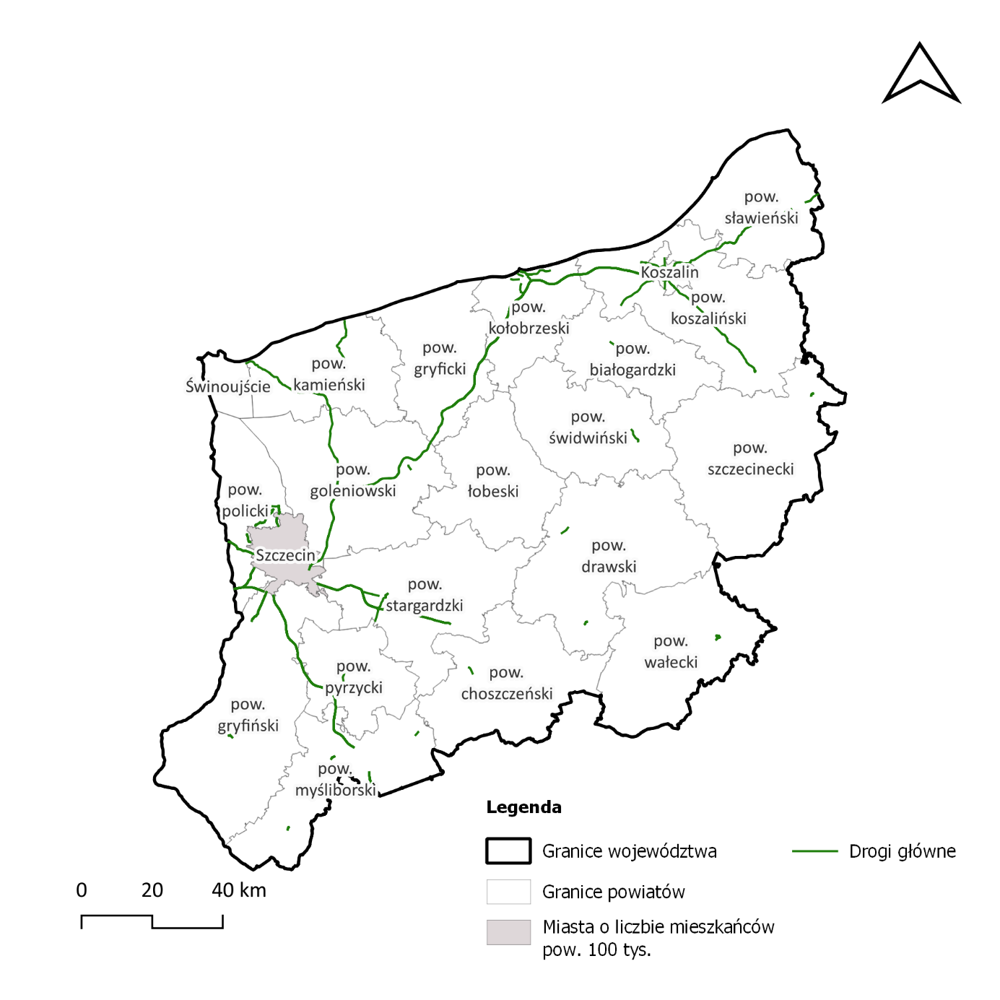 pow.
sławieński
Koszalin
pow.
koszaliński
pow.
kołobrzeski
pow.
gryficki
pow.
białogardzki
pow.
kamieński
Świnoujście
pow.
świdwiński
pow.
szczecinecki
pow.
goleniowski
pow.
łobeski
pow.
policki
Szczecin
pow.
drawski
pow.
stargardzki
pow.
wałecki
pow.
pyrzycki
pow.
choszczeński
pow.
gryfiński
pow.
myśliborski
Legenda
Granice województwa
Drogi główne
Granice powiatów
Miasta o liczbie mieszkańców
pow. 100 tys.
0 20 40 km